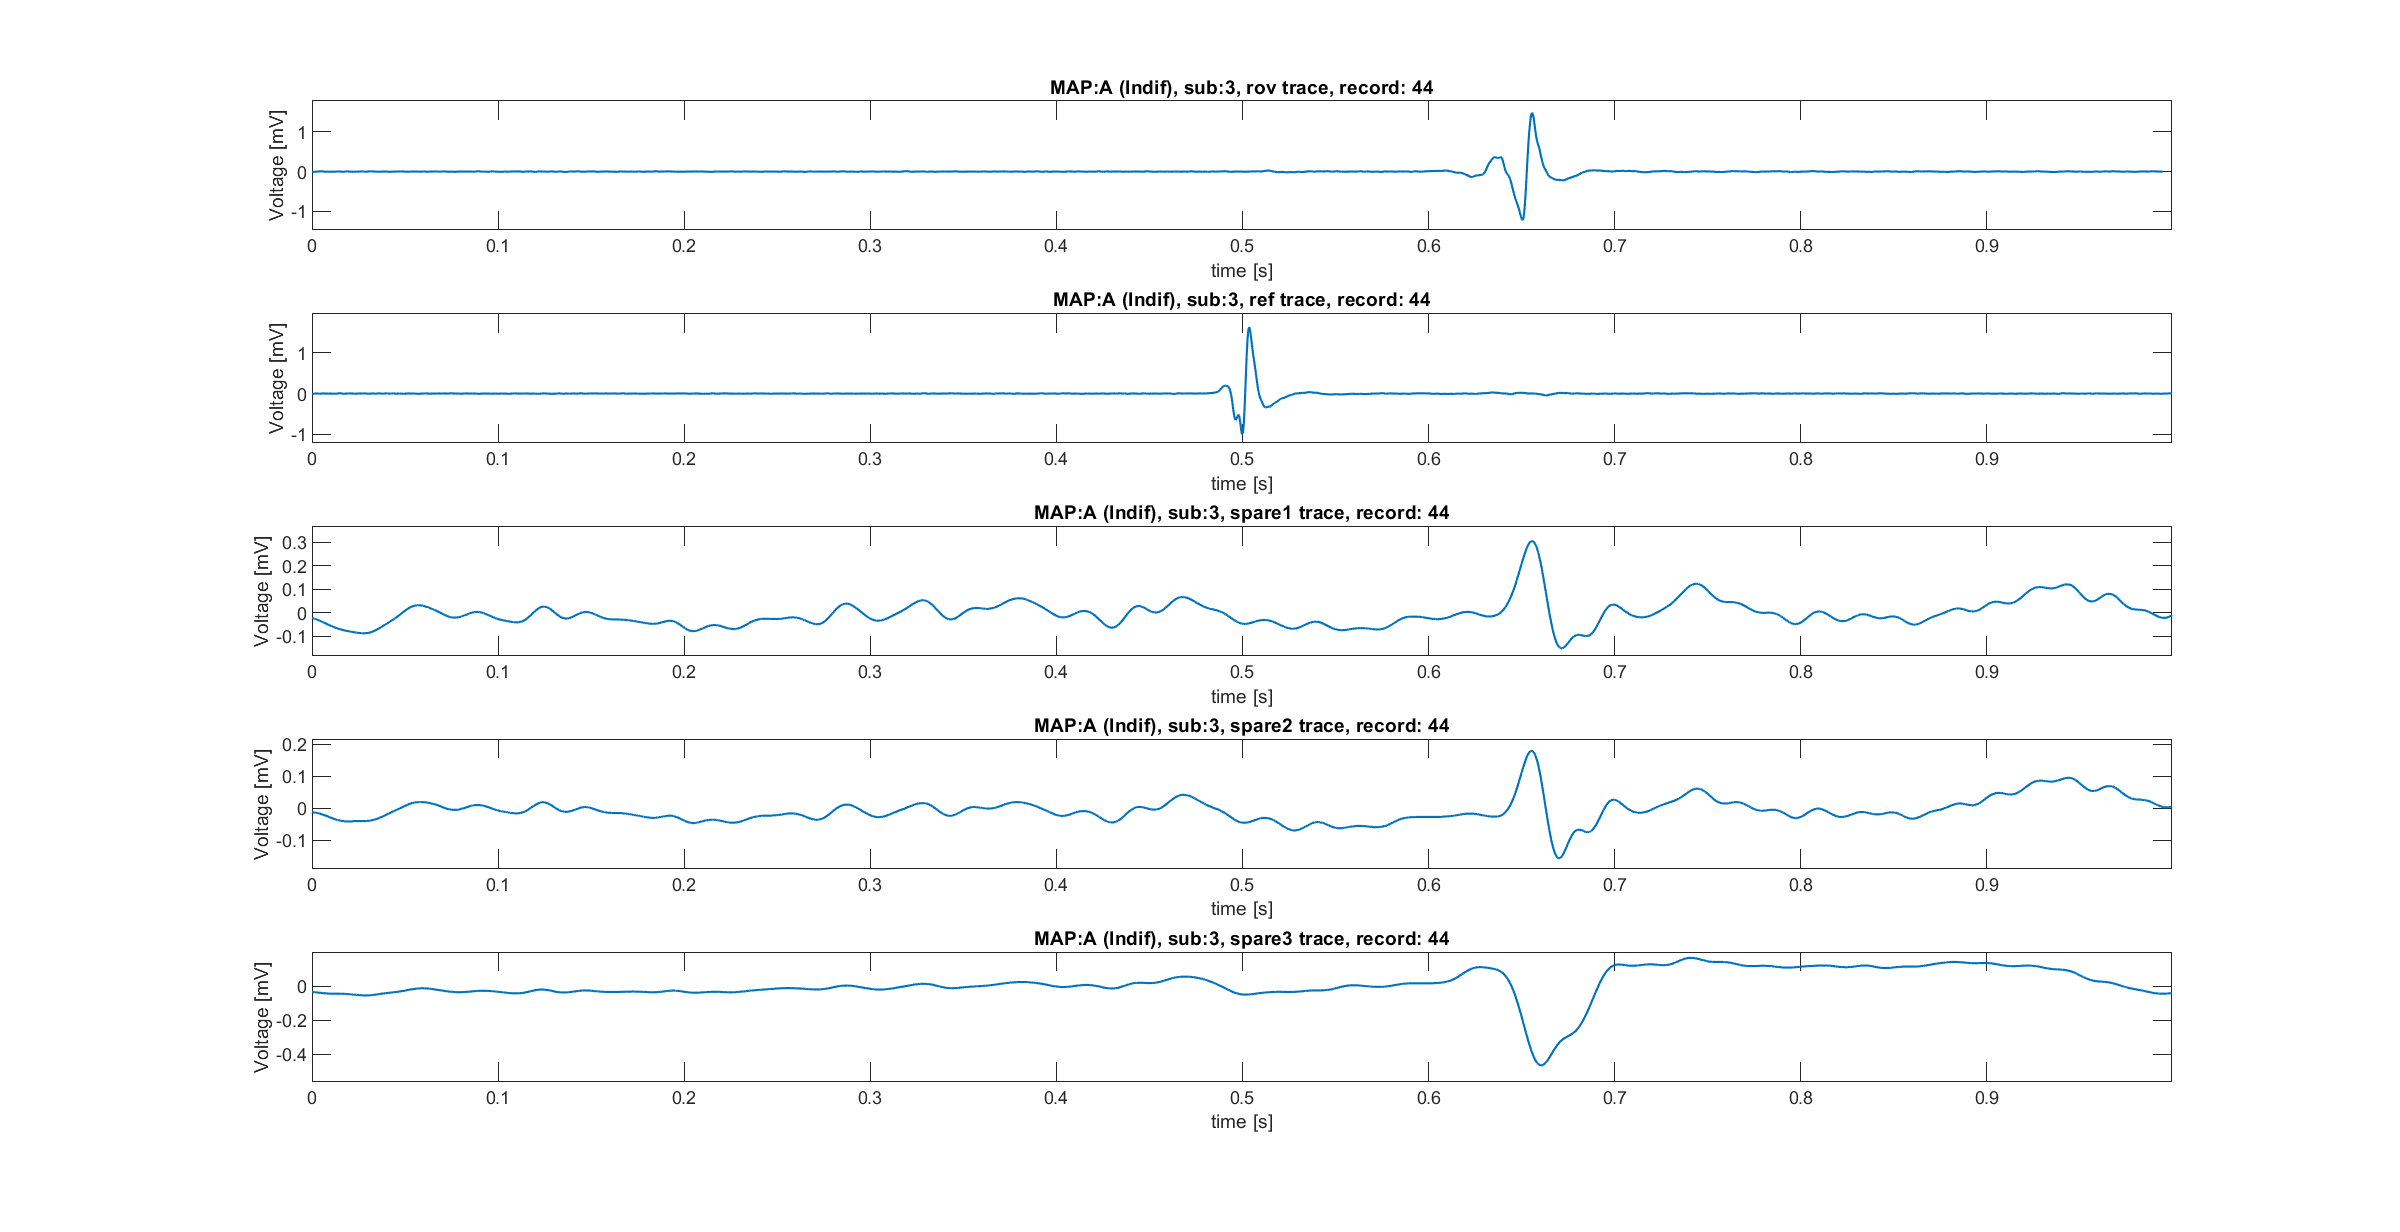 MAP:A (Indif), sub:3, rov trace, record: 44
Voltage [mV]
1
0
-1
0 0.1 0.2 0.3 0.4 0.5 0.6 0.7 0.8 0.9
time [s]
MAP:A (Indif), sub:3, ref trace, record: 44
Voltage [mV]
1
0
-1
0 0.1 0.2 0.3 0.4 0.5 0.6 0.7 0.8 0.9
time [s]
MAP:A (Indif), sub:3, spare1 trace, record: 44
Voltage [mV]
0.3
0.2
0.1
0
-0.1
0 0.1 0.2 0.3 0.4 0.5 0.6 0.7 0.8 0.9
time [s]
MAP:A (Indif), sub:3, spare2 trace, record: 44
Voltage [mV]
0.2
0.1
0
-0.1
0 0.1 0.2 0.3 0.4 0.5 0.6 0.7 0.8 0.9
time [s]
MAP:A (Indif), sub:3, spare3 trace, record: 44
Voltage [mV]
0
-0.2
-0.4
0 0.1 0.2 0.3 0.4 0.5 0.6 0.7 0.8 0.9
time [s]